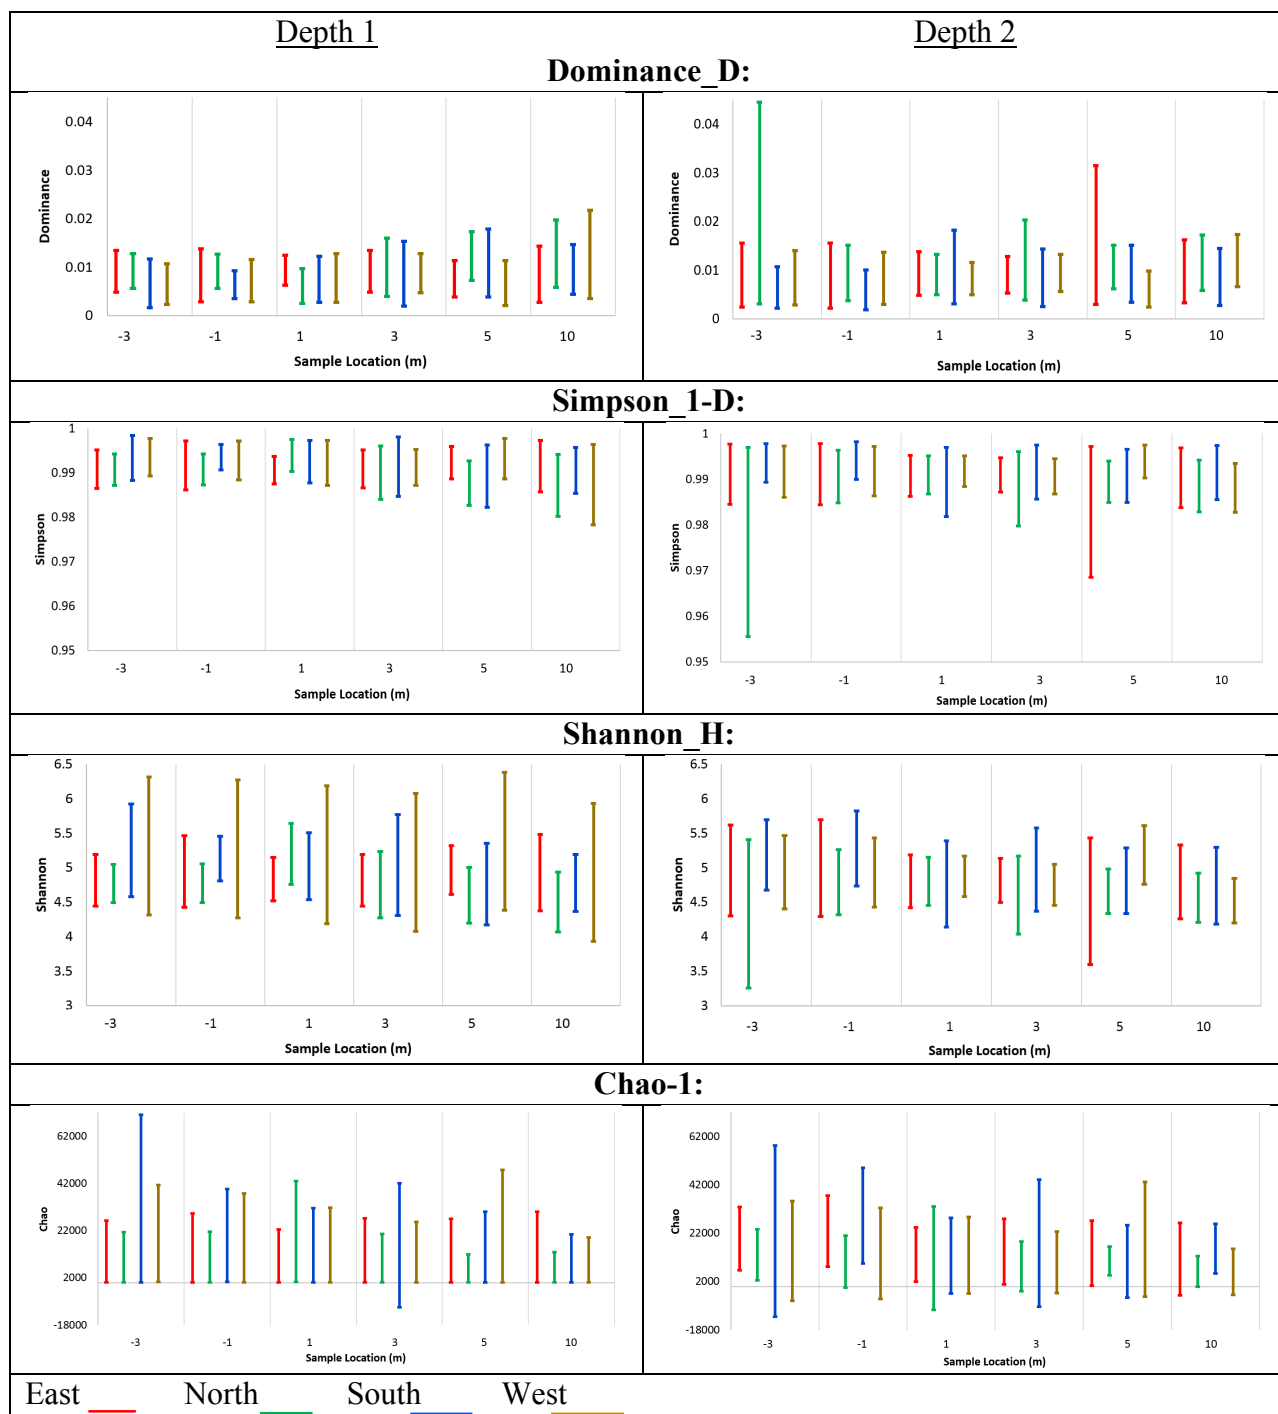 Depth 1
Depth 2
Dominance_D:
Dominance
0.04
0.03
0.02
0.01
0
-3 -1 1 3 5 10
Sample Location (m)
Dominance
0.04
0.03
0.02
0.01
0
-3 -1 1 3 5 10
Sample Location (m)
Simpson_1-D:
Simpson
1
0.99
0.98
0.97
0.96
0.95
-3 -1 1 3 5 10
Sample Location (m)
Simpson
1
0.99
0.98
0.97
0.96
0.95
-3 -1 1 3 5 10
Sample Location (m)
Shannon_H:
Shannon
6.5
6
5.5
5
4.5
4
3.5
3
-3 -1 1 3 5 10
Sample Location (m)
Shannon
6.5
6
5.5
5
4.5
4
3.5
3
-3 -1 1 3 5 10
Sample Location (m)
Chao-1:
Chao
62000
42000
22000
2000
-18000
-3 -1 1 3 5 10
Sample Location (m)
Chao
62000
42000
22000
2000
-18000
-3 -1 1 3 5 10
Sample Location (m)
East North South West